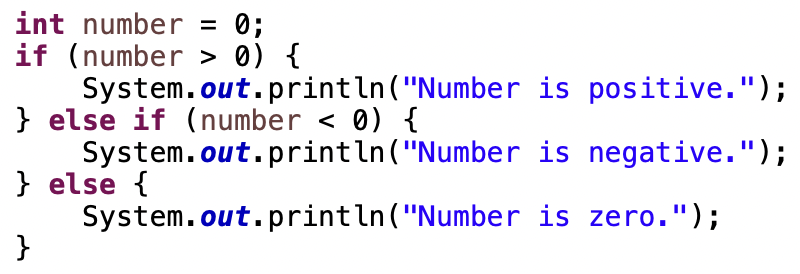 int number = 0;
if (number > 0) {
    System.out.println("Number is positive.");
} else if (number < 0) {
    System.out.println("Number is negative.");
} else {
    System.out.println("Number is zero.");
}